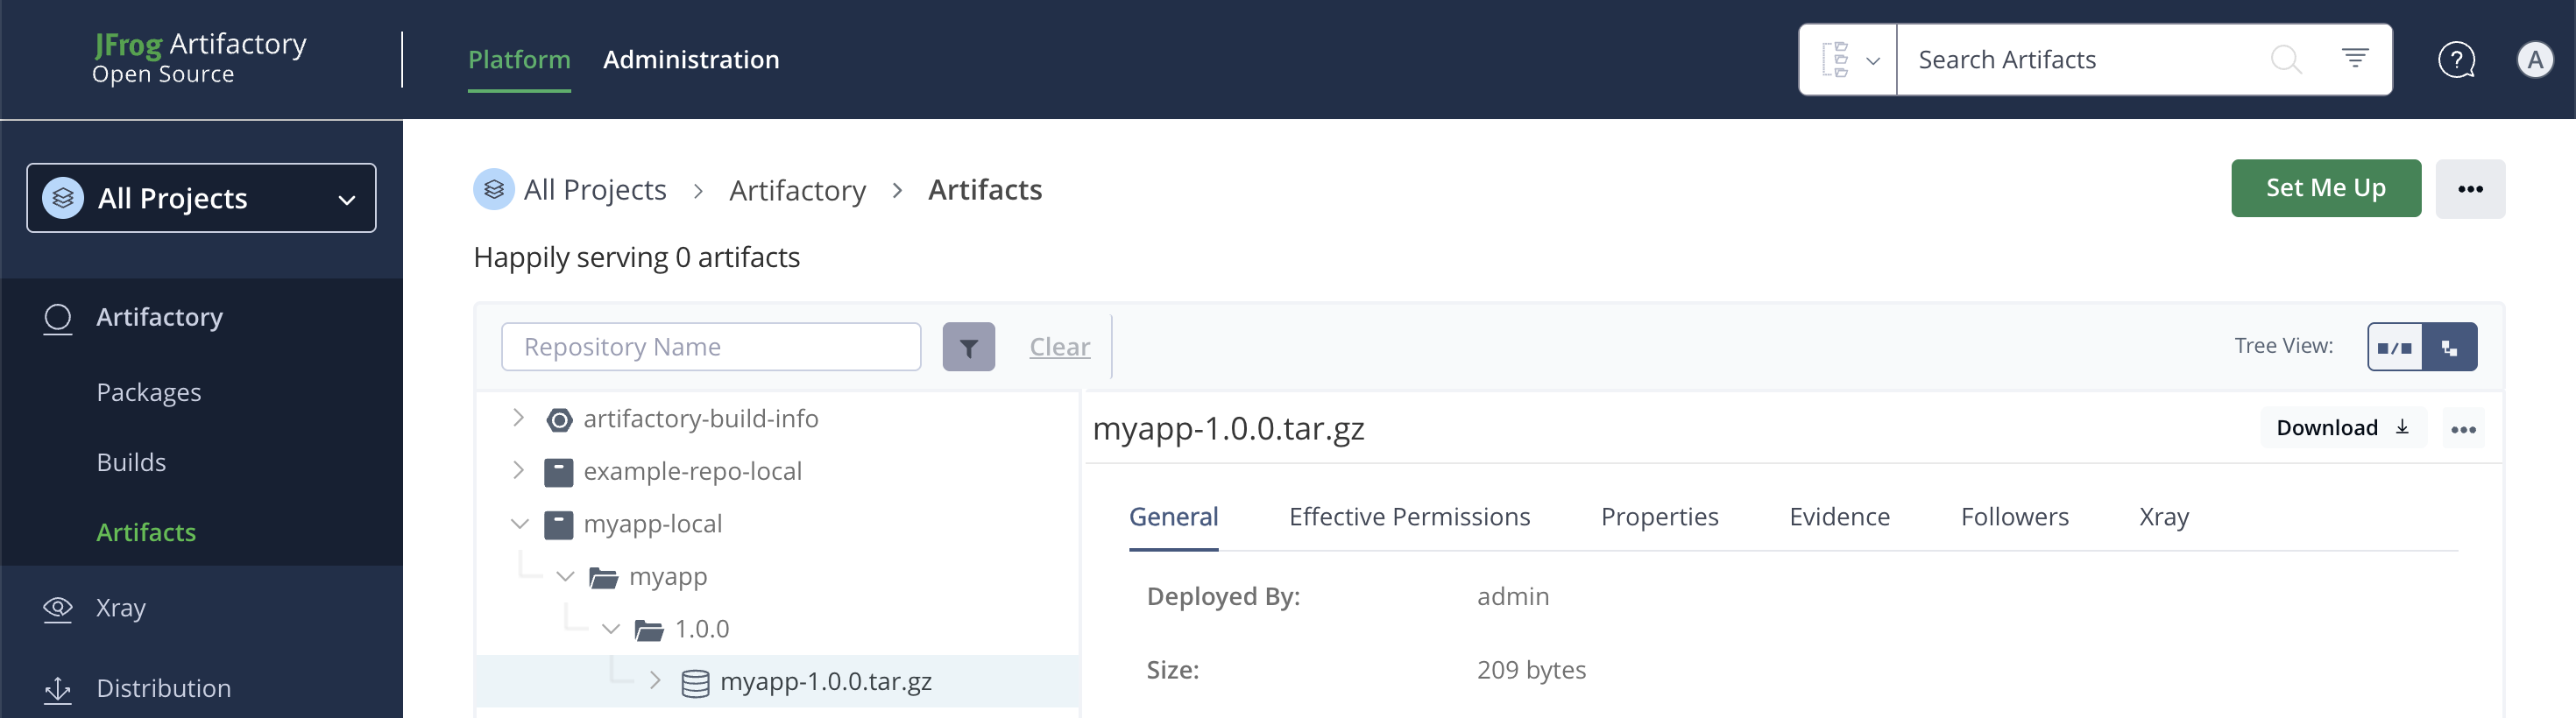 JFrog Artifactory
Open Source
Platform Administration
Search Artifacts
?
A
All Projects
Artifactory
Packages
Builds
Artifacts
Xray
Distribution
All Projects > Artifactory > Artifacts
Set Me Up
•••
Happily serving 0 artifacts
Repository Name
Clear
Tree View:
artifactory-build-info
example-repo-local
myapp-local
myapp
1.0.0
myapp-1.0.0.tar.gz
myapp-1.0.0.tar.gz
Download
•••
General Effective Permissions Properties Evidence Followers Xray
Deployed By: admin
Size: 209 bytes